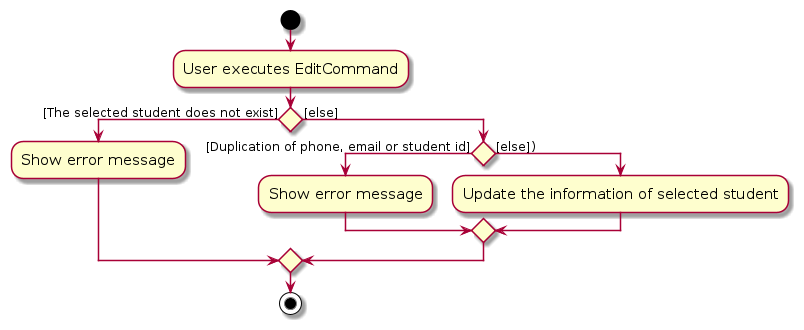 User executes EditCommand
[The selected student does not exist]
[else]
Show error message
[Duplication of phone, email or student id]
[else])
Show error message
Update the information of selected student